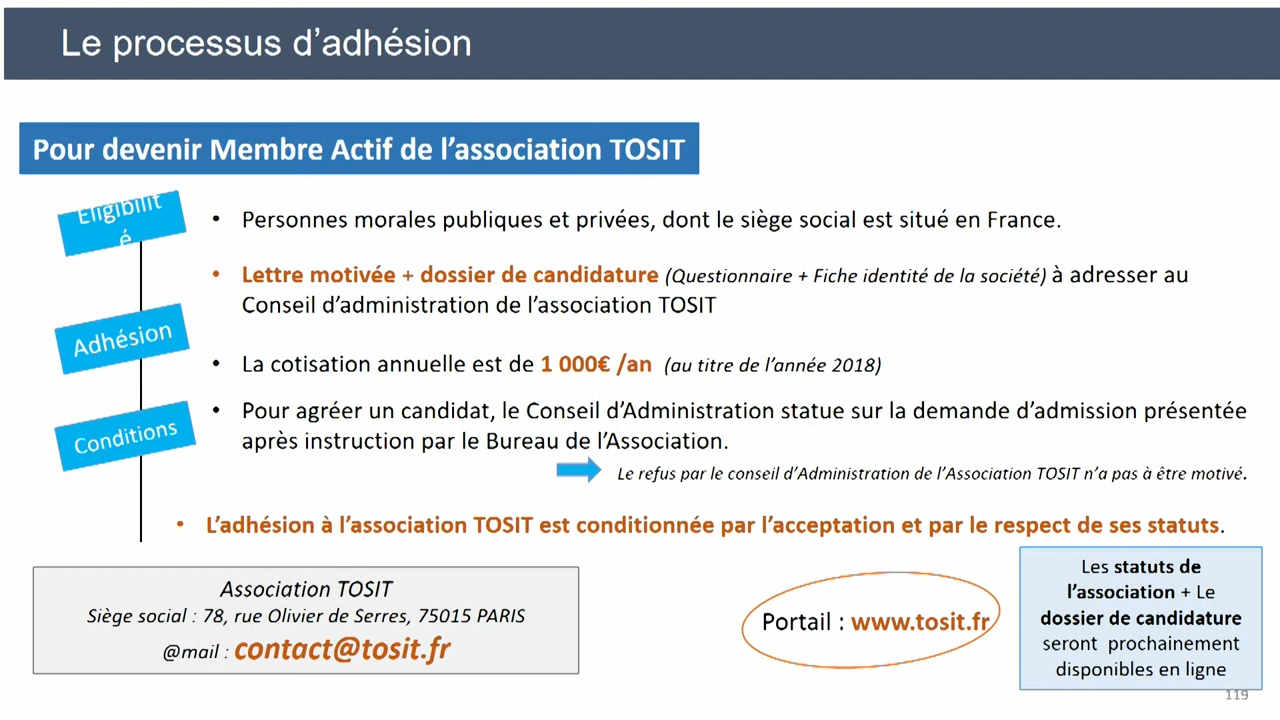 Le processus d’adhésion
Pour devenir Membre Actif de l’association TOSIT
Eligibilit
é
• Personnes morales publiques et privées, dont le siège social est situé en France.
• Lettre motivée + dossier de candidature (Questionnaire + Fiche identité de la société) à adresser au
Conseil d’administration de l’association TOSIT
Adhésion
• La cotisation annuelle est de 1 000€ /an (au titre de l’année 2018)
Conditions
• Pour agréer un candidat, le Conseil d’Administration statue sur la demande d’admission présentée
après instruction par le Bureau de l’Association.
Le refus par le conseil d’Administration de l’Association TOSIT n’a pas à être motivé.
• L’adhésion à l’association TOSIT est conditionnée par l’acceptation et par le respect de ses statuts.
Association TOSIT
Siège social : 78, rue Olivier de Serres, 75015 PARIS
@mail : contact@tosit.fr
Portail : www.tosit.fr
Les statuts de
l’association + Le
dossier de candidature
seront prochainement
disponibles en ligne
119